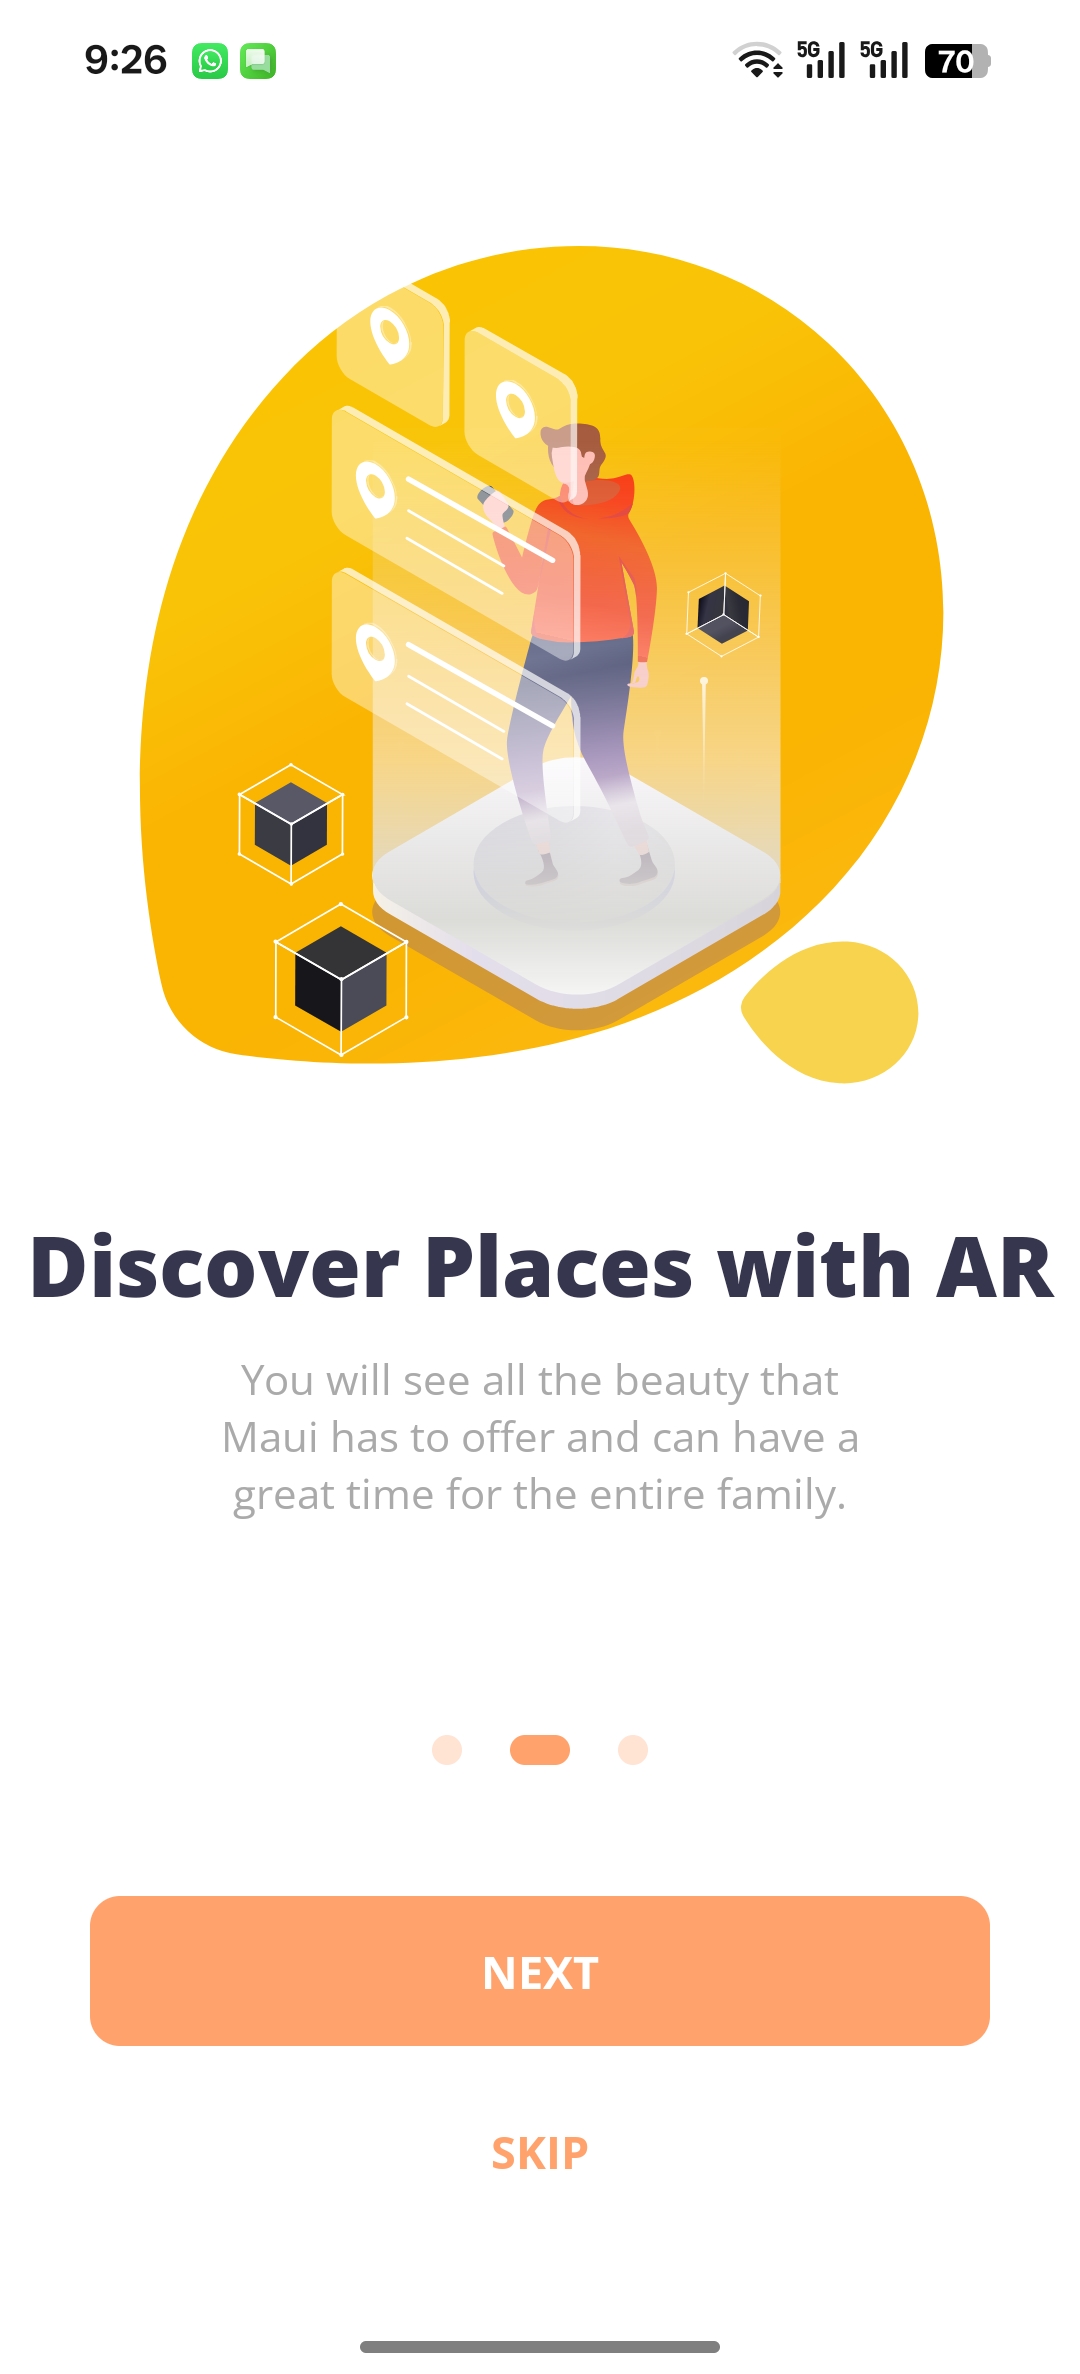 9:26 5G 5G 70
Discover Places with AR
You will see all the beauty that
Maui has to offer and can have a
great time for the entire family.
NEXT
SKIP